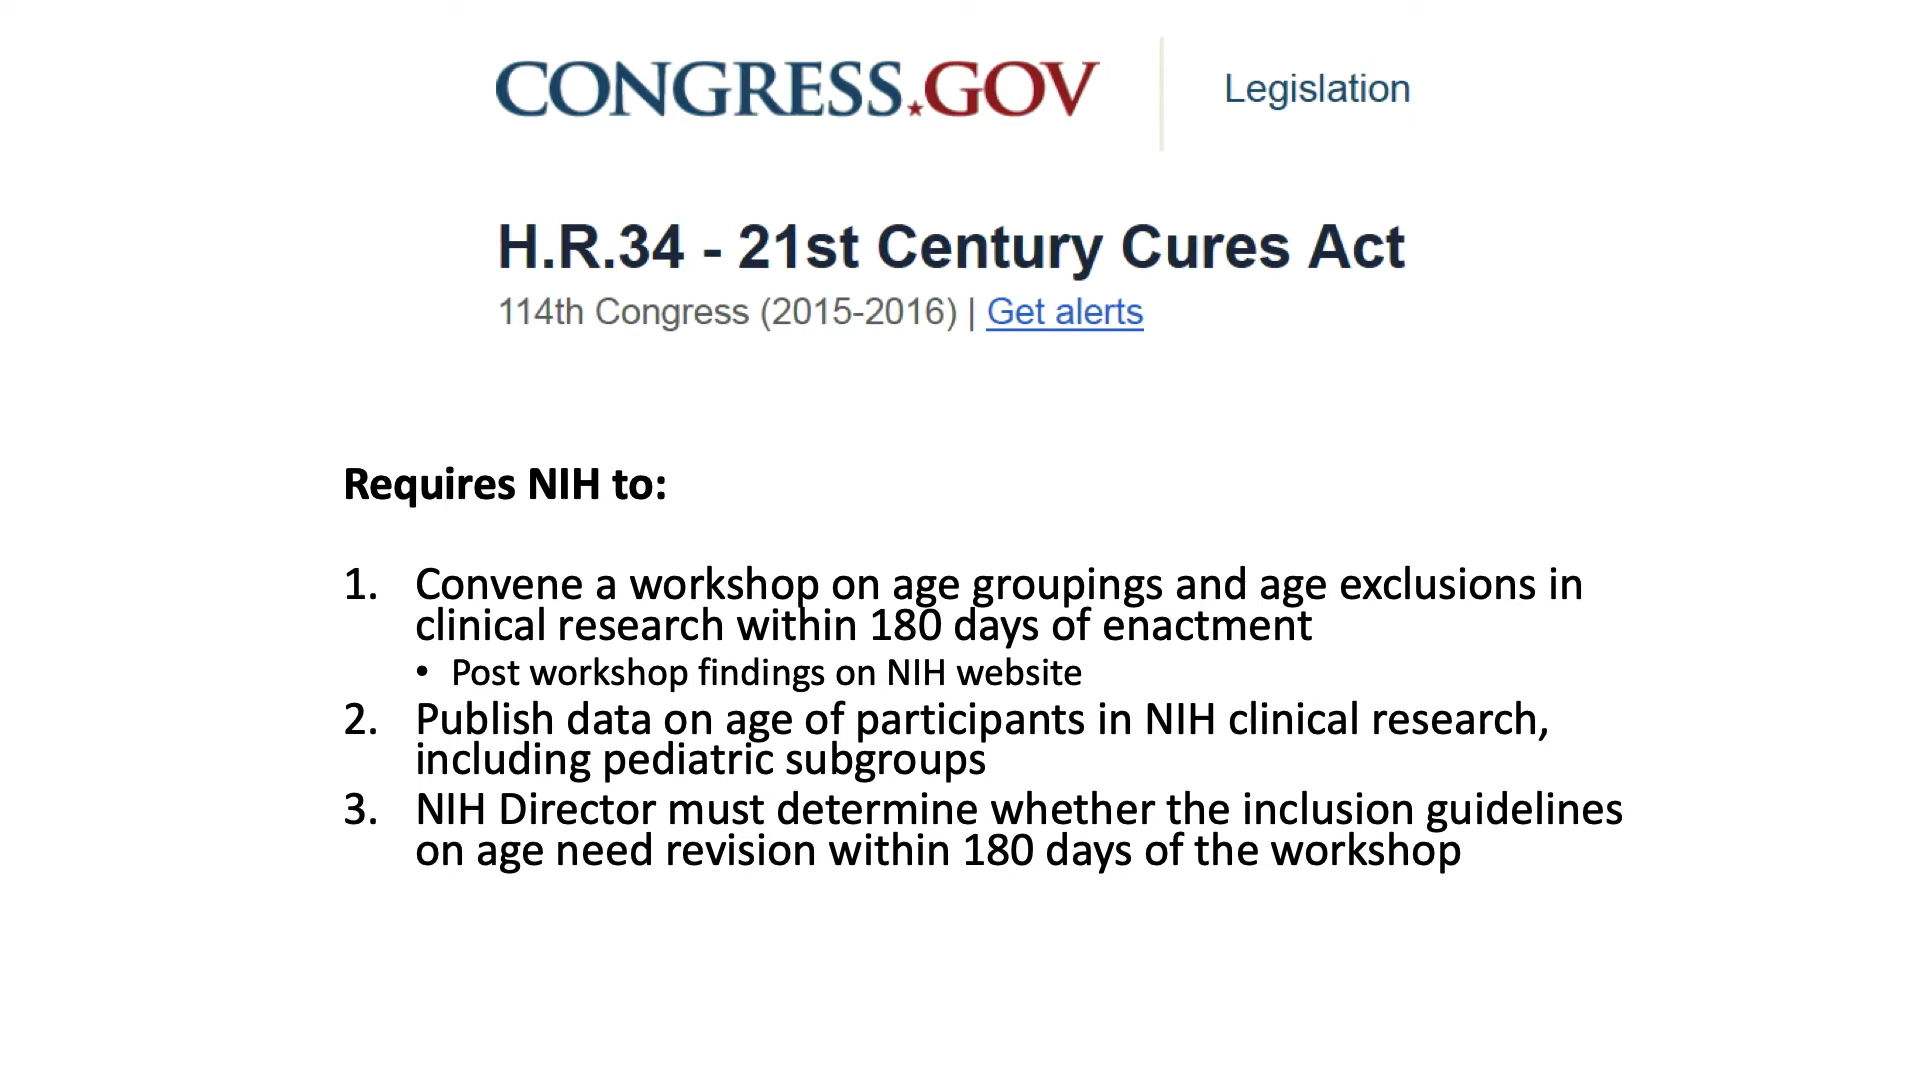 CONGRESS.GOV
Legislation
H.R.34 - 21st Century Cures Act
114th Congress (2015-2016) | Get alerts
Requires NIH to:
1. Convene a workshop on age groupings and age exclusions in
clinical research within 180 days of enactment
• Post workshop findings on NIH website
2. Publish data on age of participants in NIH clinical research,
including pediatric subgroups
3. NIH Director must determine whether the inclusion guidelines
on age need revision within 180 days of the workshop